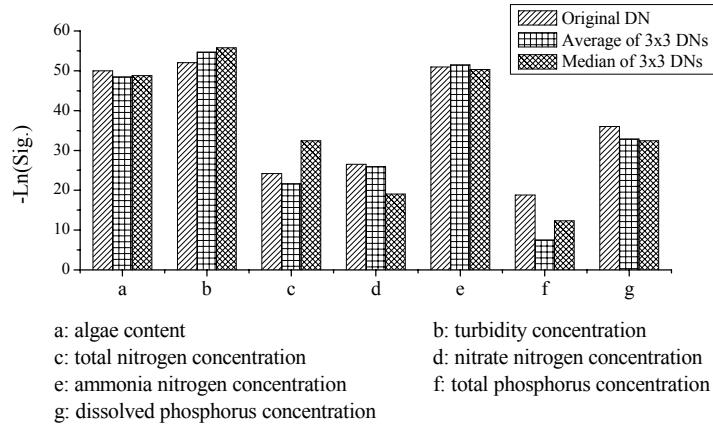 Original DN
Average of 3x3 DNs
Median of 3x3 DNs
-Ln(Sig.)
60
50
40
30
20
10
0
a b c d e f g
a: algae content b: turbidity concentration
c: total nitrogen concentration d: nitrate nitrogen concentration
e: ammonia nitrogen concentration f: total phosphorus concentration
g: dissolved phosphorus concentration